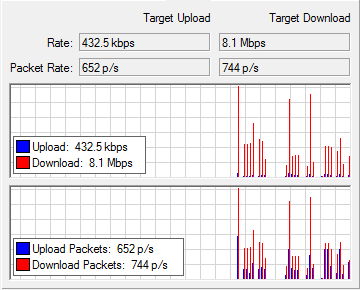 Target Upload Target Download
Rate: 432.5 kbps 8.1 Mbps
Packet Rate: 652 p/s 744 p/s
Upload: 432.5 kbps
Download: 8.1 Mbps
Upload Packets: 652 p/s
Download Packets: 744 p/s